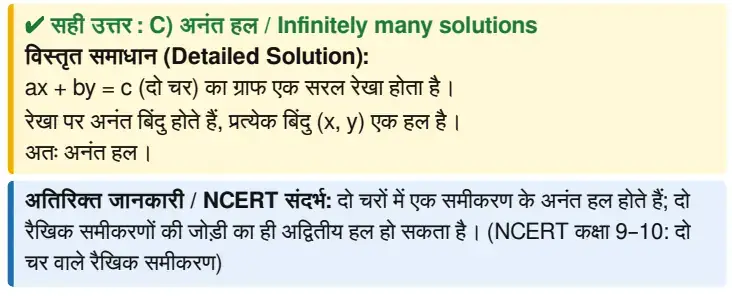 ✔ सही उत्तर : C) अनंत हल / Infinitely many solutions
विस्तृत समाधान (Detailed Solution):
ax + by = c (दो चर) का ग्राफ एक सरल रेखा होता है।
रेखा पर अनंत बिंदु होते हैं, प्रत्येक बिंदु (x, y) एक हल है।
अतः अनंत हल।
अतिरिक्त जानकारी / NCERT संदर्भ: दो चरों में एक समीकरण के अनंत हल होते हैं; दो
रैखिक समीकरणों की जोड़ी का ही अद्वितीय हल हो सकता है। (NCERT कक्षा 9–10: दो
चर वाले रैखिक समीकरण)